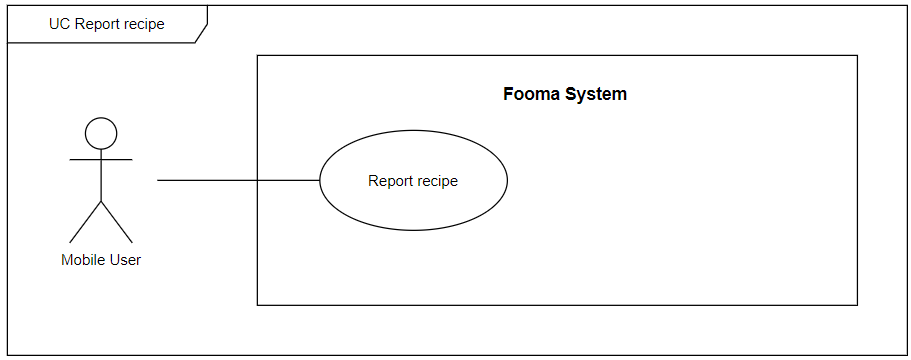 UC Report recipe
Fooma System
Report recipe
Mobile User